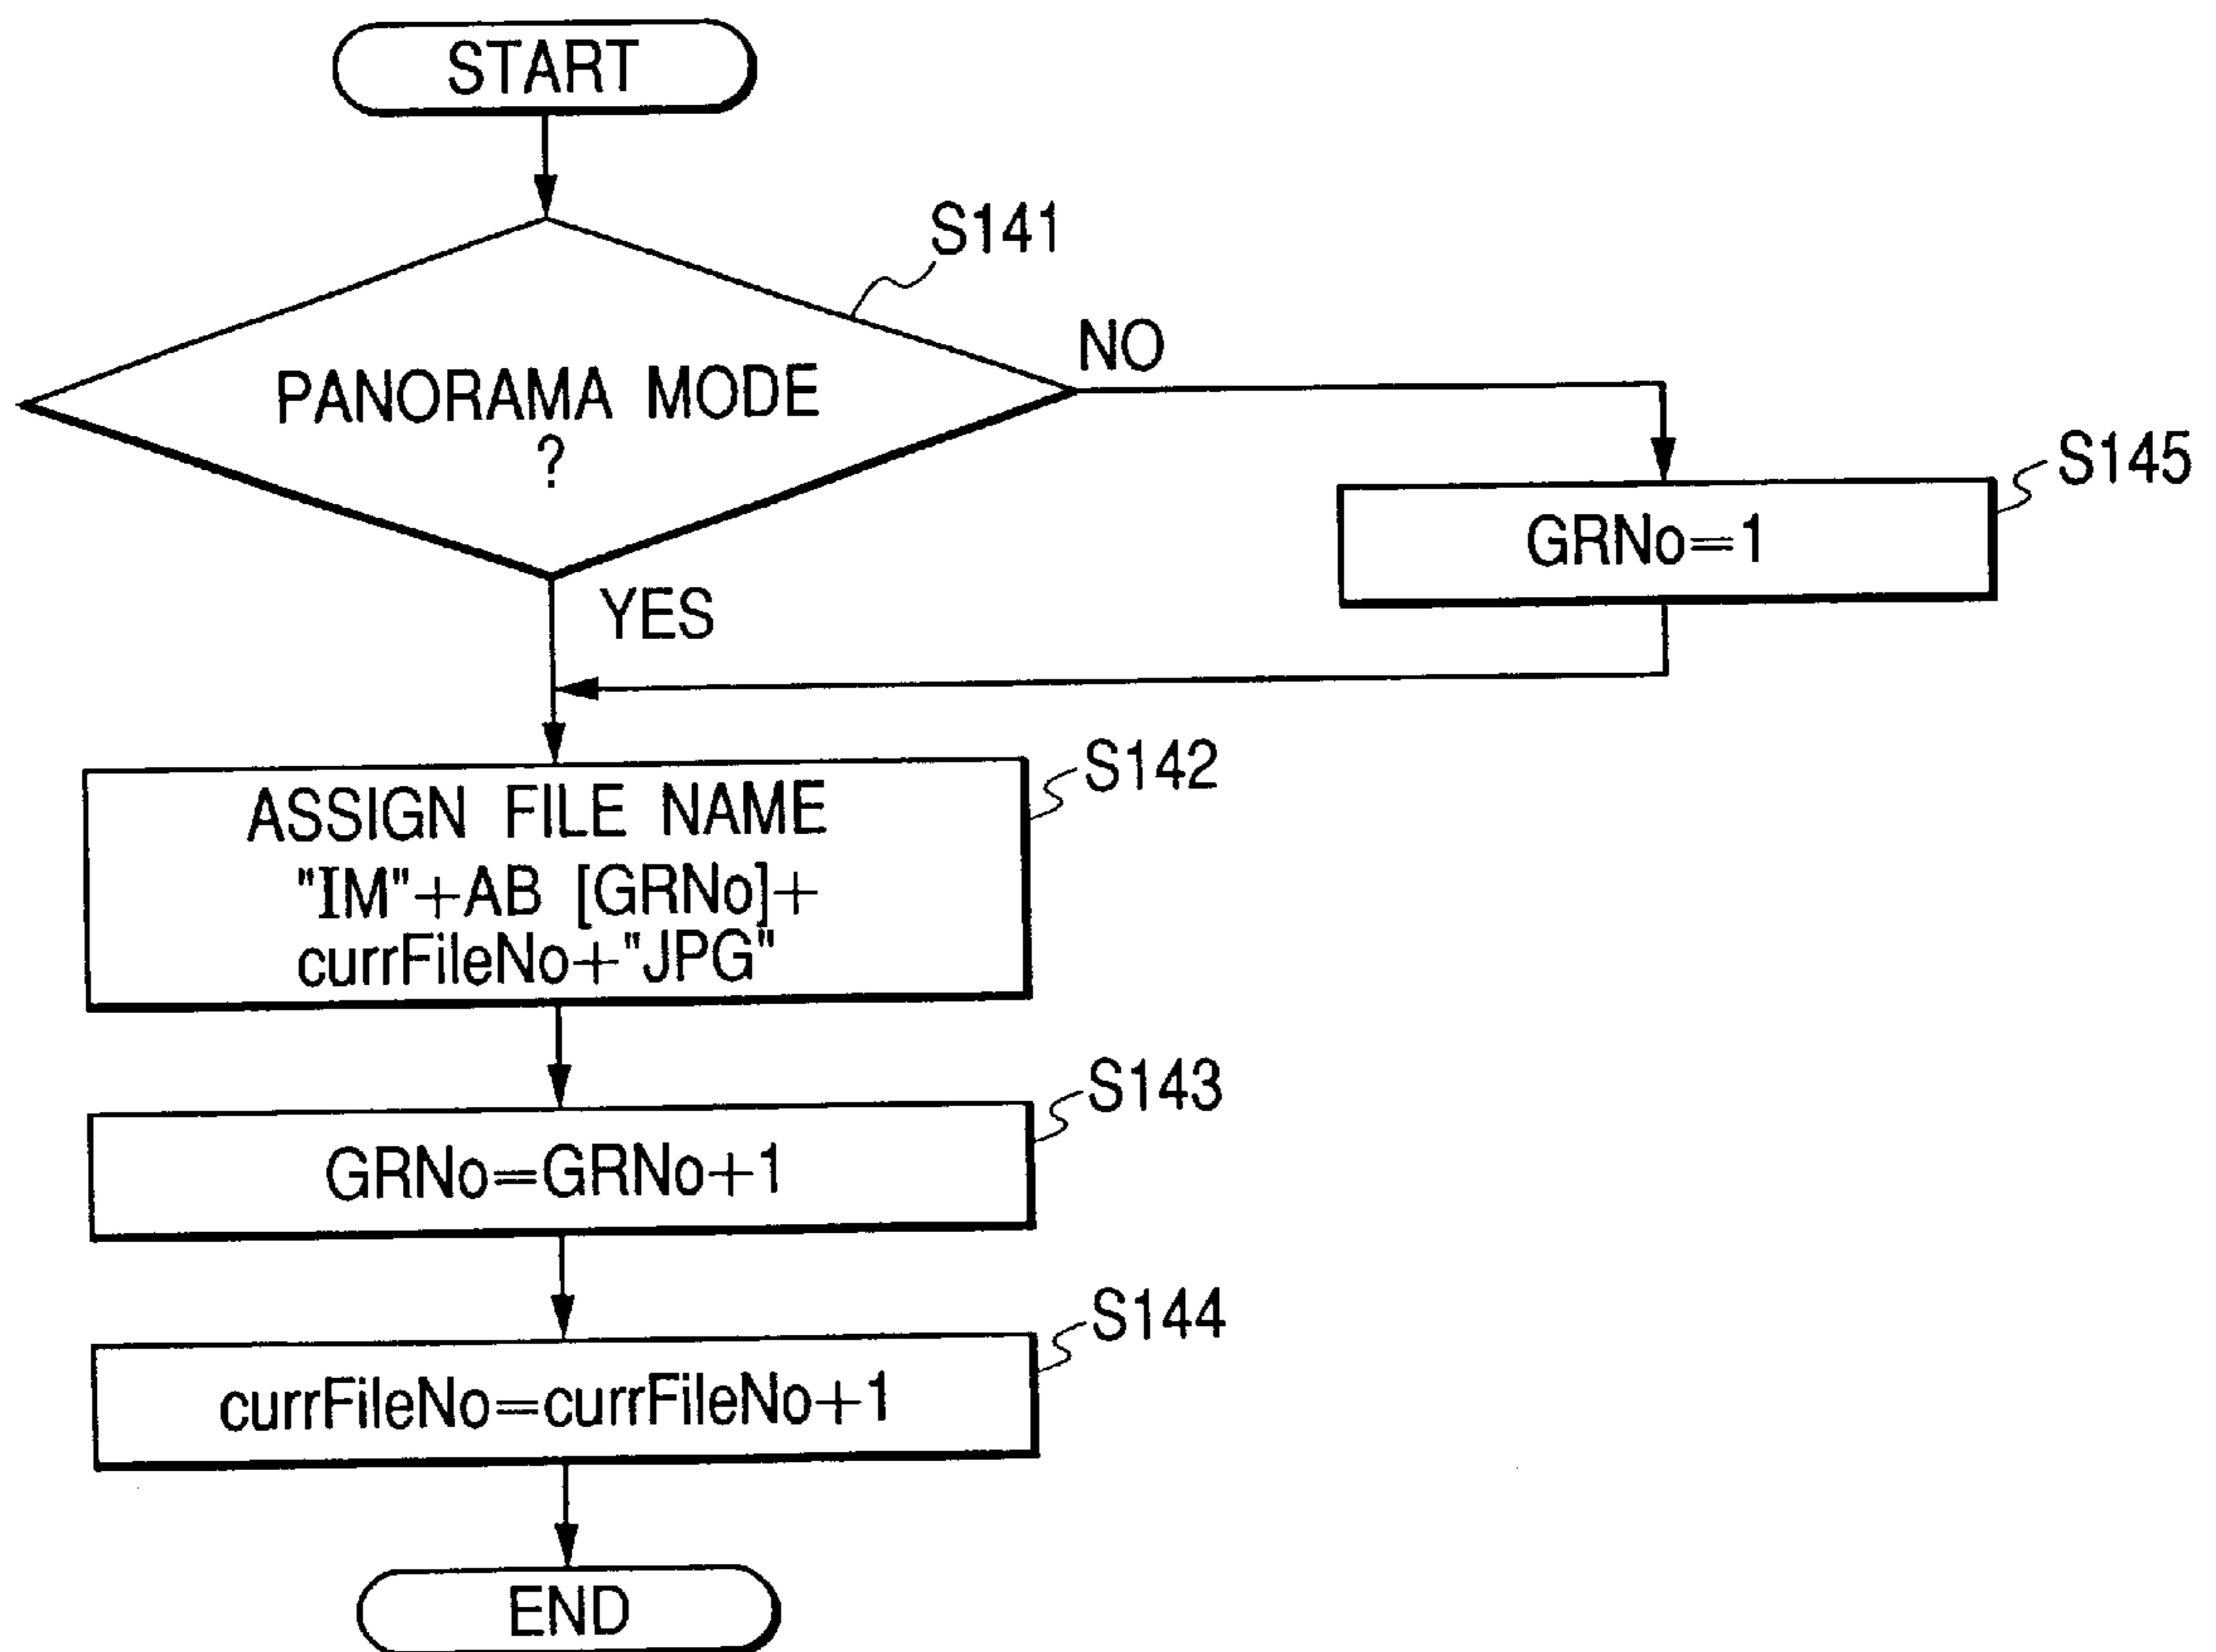 START
S141
NO
PANORAMA MODE
?
S145
GRNo=1
YES
S142
ASSIGN FILE NAME
"IM"+AB [GRNo]+
currFileNo+"JPG"
S143
GRNo=GRNo+1
S144
currFileNo=currFileNo+1
END